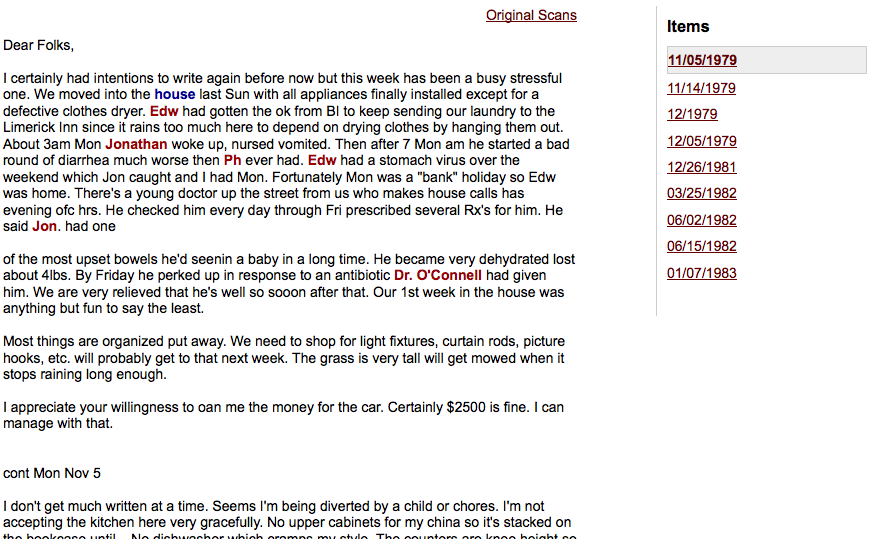 Original Scans
Dear Folks,
I certainly had intentions to write again before now but this week has been a busy stressful
one. We moved into the house last Sun with all appliances finally installed except for a
defective clothes dryer. Edw had gotten the ok from BI to keep sending our laundry to the
Limerick Inn since it rains too much here to depend on drying clothes by hanging them out.
About 3am Mon Jonathan woke up, nursed vomited. Then after 7 Mon am he started a bad
round of diarrhea much worse then Ph ever had. Edw had a stomach virus over the
weekend which Jon caught and I had Mon. Fortunately Mon was a "bank" holiday so Edw
was home. There's a young doctor up the street from us who makes house calls has
evening ofc hrs. He checked him every day through Fri prescribed several Rx's for him. He
said Jon. had one
of the most upset bowels he'd seenin a baby in a long time. He became very dehydrated lost
about 4lbs. By Friday he perked up in response to an antibiotic Dr. O'Connell had given
him. We are very relieved that he's well so sooon after that. Our 1st week in the house was
anything but fun to say the least.
Most things are organized put away. We need to shop for light fixtures, curtain rods, picture
hooks, etc. will probably get to that next week. The grass is very tall will get mowed when it
stops raining long enough.
I appreciate your willingness to oan me the money for the car. Certainly $2500 is fine. I can
manage with that.
cont Mon Nov 5
I don't get much written at a time. Seems I'm being diverted by a child or chores. I'm not
accepting the kitchen here very gracefully. No upper cabinets for my china so it's stacked on
the bookcase until... No dishwasher which cramps my style. The counters are knee height so
Items
11/05/1979
11/14/1979
12/1979
12/05/1979
12/26/1981
03/25/1982
06/02/1982
06/15/1982
01/07/1983